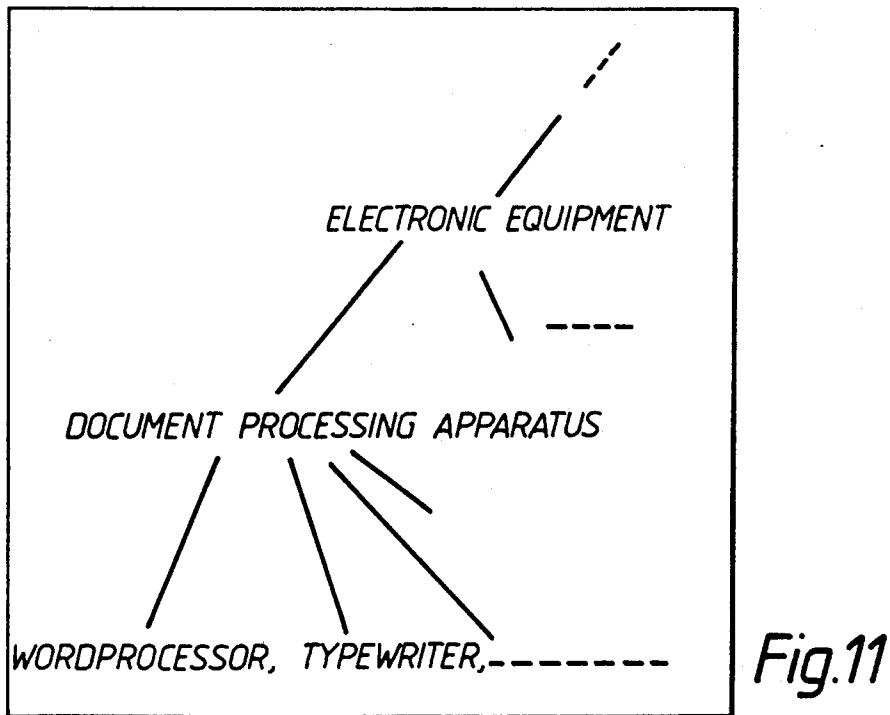 ELECTRONIC EQUIPMENT
DOCUMENT PROCESSING APPARATUS
WORDPROCESSOR, TYPEWRITER,
Fig.11